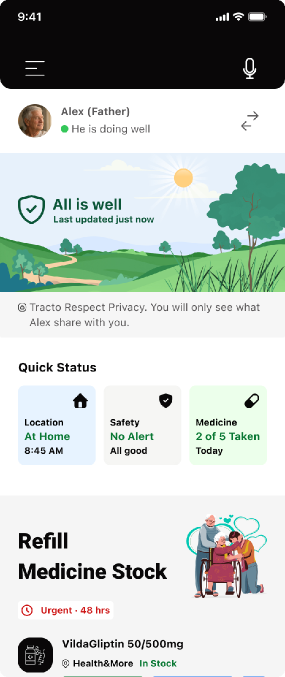 9:41
Alex (Father)
He is doing well
All is well
Last updated just now
Tracto Respect Privacy. You will only see what
Alex share with you.
Quick Status
Location
At Home
8:45 AM
Safety
No Alert
All good
Medicine
2 of 5 Taken
Today
Refill
Medicine Stock
Urgent · 48 hrs
VildaGliptin 50/500mg
Health&More In Stock